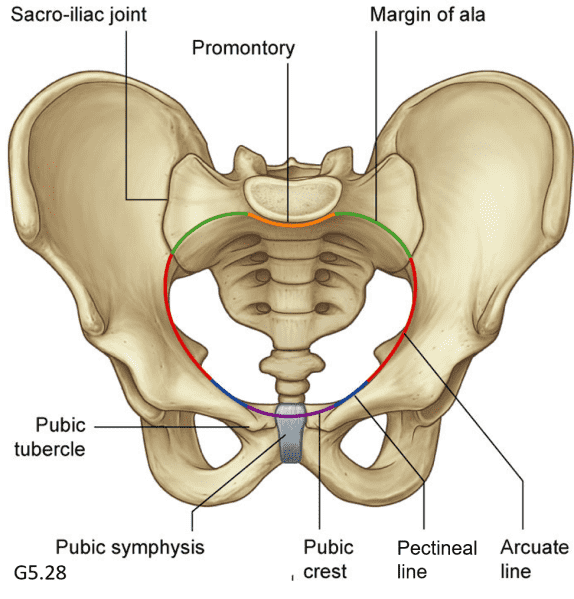 Sacro-iliac joint
Margin of ala
Promontory
Pubic
tubercle
Pubic symphysis
Pubic
crest
Pectineal
line
Arcuate
line
G5.28